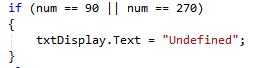 if (num == 90 || num == 270)
{
txtDisplay.Text = "Undefined";
}